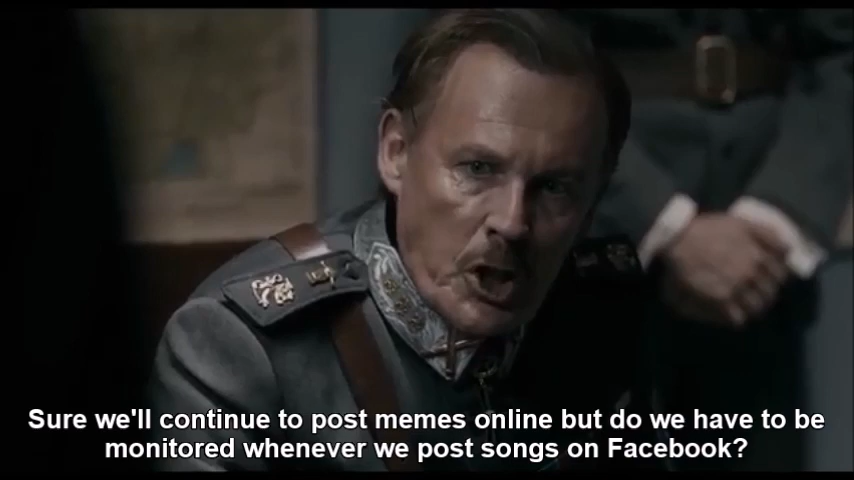 Sure we'll continue to post memes online but do we have to be
monitored whenever we post songs on Facebook?